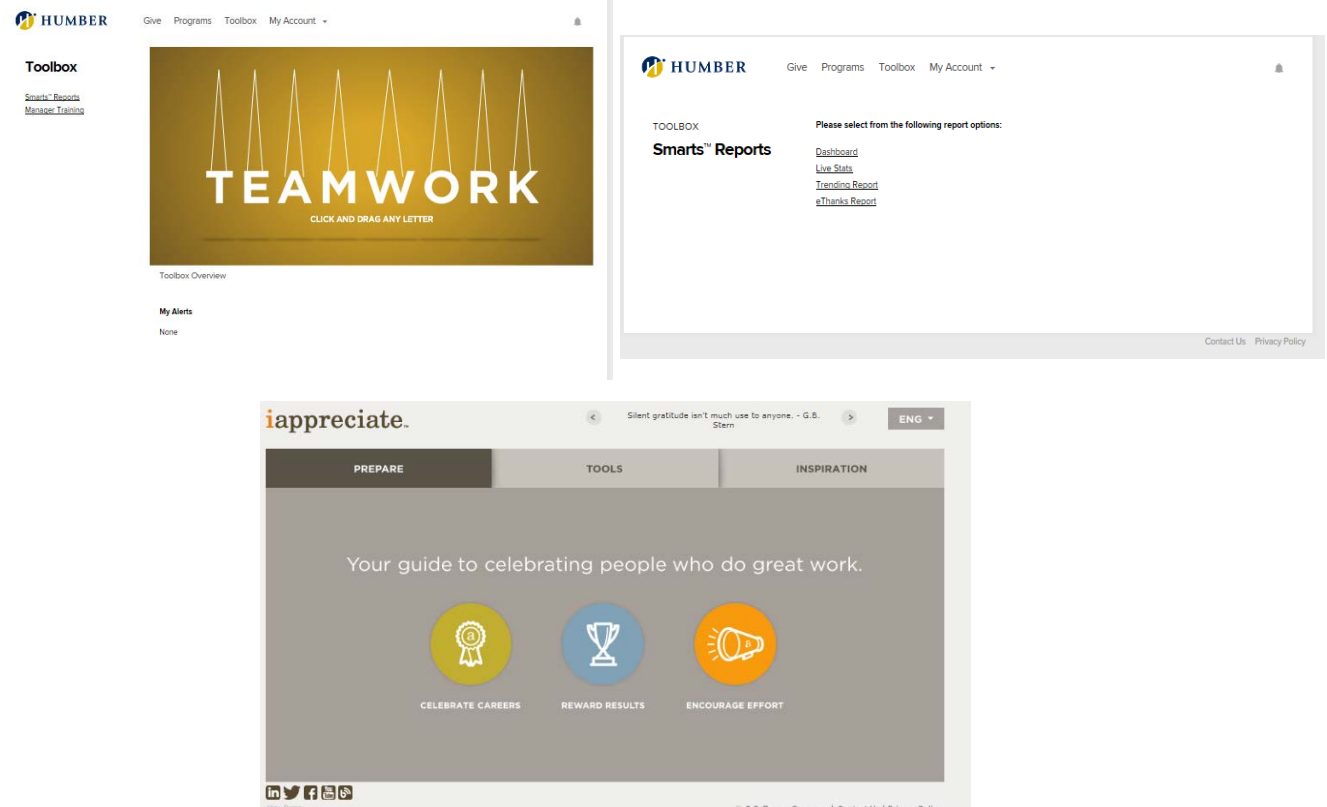 HUMBER
Give Programs Toolbox My Account
Toolbox
Smarts™ Reports
Manager Training
TEAMWORK
CLICK AND DRAG ANY LETTER
Toolbox Overview
My Alerts
None
HUMBER
Give Programs Toolbox My Account
TOOLBOX
Smarts™ Reports
Please select from the following report options:
Dashboard
Live Stats
Trending Report
eThanks Report
Contact Us Privacy Policy
iappreciate
Silent gratitude isn't much use to anyone. - G.B.
Stern
ENG
PREPARE TOOLS INSPIRATION
Your guide to celebrating people who do great work.
a
a
CELEBRATE CAREERS REWARD RESULTS ENCOURAGE EFFORT